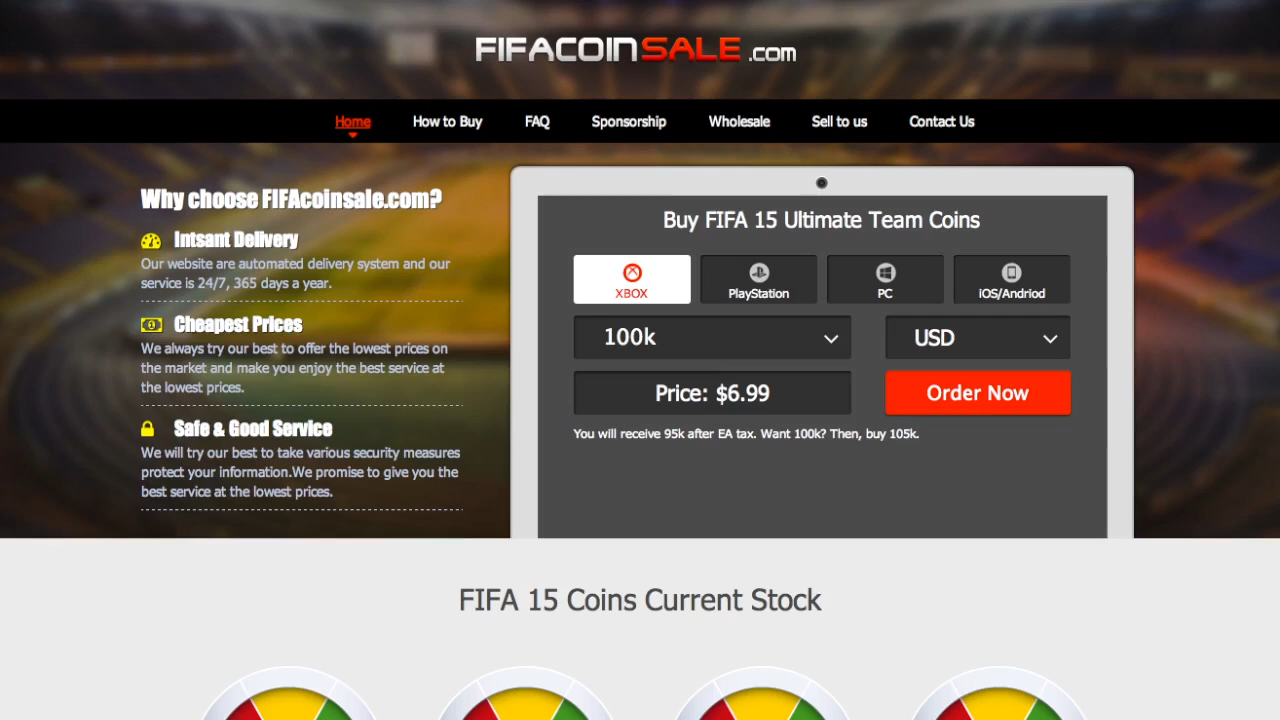 FIFACOINSALE.com
Home How to Buy FAQ Sponsorship Wholesale Sell to us Contact Us
Why choose FIFAcoinsale.com?
Intsant Delivery
Our website are automated delivery system and our
service is 24/7, 365 days a year.
Cheapest Prices
We always try our best to offer the lowest prices on
the market and make you enjoy the best service at
the lowest prices.
Safe & Good Service
We will try our best to take various security measures
protect your information.We promise to give you the
best service at the lowest prices.
Buy FIFA 15 Ultimate Team Coins
XBOX PlayStation PC iOS/Andriod
100k USD
Price: $6.99 Order Now
You will receive 95k after EA tax. Want 100k? Then, buy 105k.
FIFA 15 Coins Current Stock